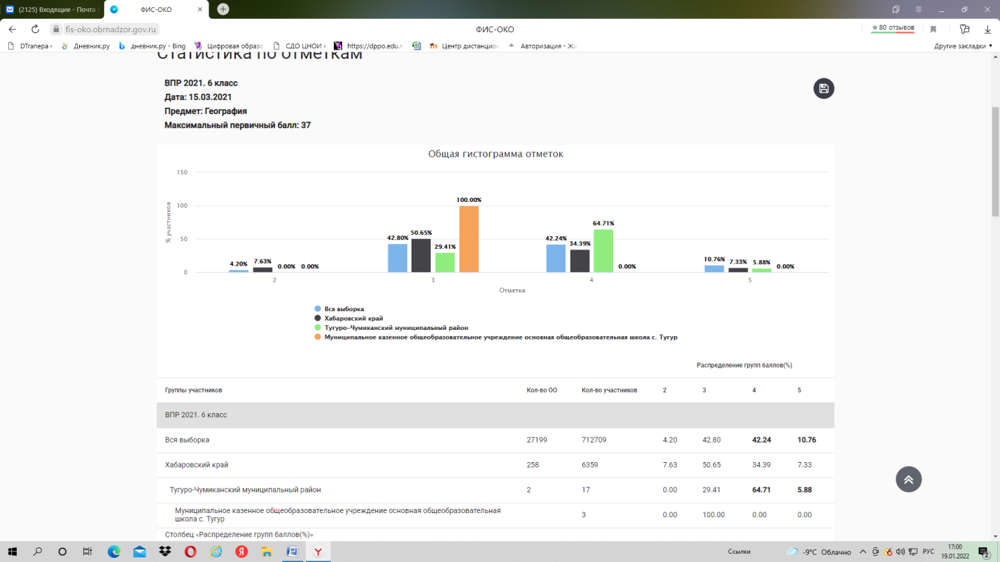 (2125) Входящие - Почта
ФИС-ОКО
fis-oko.obrnadzor.gov.ru
ФИС-ОКО
★ 80 отзывов
DTranepa ›
Дневник.ру
дневник.ру - Bing
Цифровая образо
СДО ЦНОИ ›
https://dppo.edu.ru
Центр дистанцион
Авторизация - Жи
Другие закладки
Статистика по отметкам
ВПР 2021. 6 класс
Дата: 15.03.2021
Предмет: География
Максимальный первичный балл: 37
Общая гистограмма отметок
150
100
50
0
% участников
4.20% 7.63% 0.00% 0.00%
42.80% 50.65% 29.41% 100.00%
42.24% 34.39% 64.71% 0.00%
10.76% 7.33% 5.88% 0.00%
2 3 4 5
Отметка
Вся выборка
Хабаровский край
Тугуро-Чумиканский муниципальный район
Муниципальное казенное общеобразовательное учреждение основная общеобразовательная школа с. Тугур
Распределение групп баллов(%)
Группы участников Кол-во ОО Кол-во участников 2 3 4 5
ВПР 2021. 6 класс
Вся выборка 27199 712709 4.20 42.80 42.24 10.76
Хабаровский край 258 6359 7.63 50.65 34.39 7.33
Тугуро-Чумиканский муниципальный район 2 17 0.00 29.41 64.71 5.88
Муниципальное казенное общеобразовательное учреждение основная общеобразовательная
школа с. Тугур 3 0.00 100.00 0.00 0.00
Столбец «Распределение групп баллов(%)»
Ссылки
-9°C Облачно
РУС
17:00
19.01.2022
2